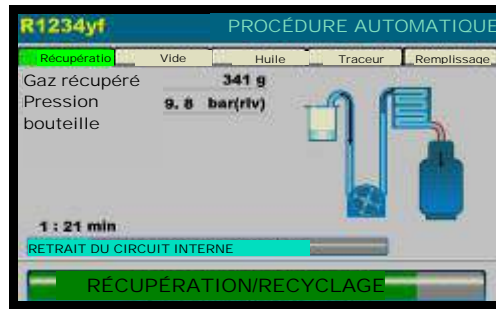 R1234yf PROCÉDURE AUTOMATIQUE
Récupératio Vide Huile Traceur Remplissage
Gaz récupéré 341 g
Pression 9.8 bar(rlv)
bouteille
1 : 21 min
RETRAIT DU CIRCUIT INTERNE
RÉCUPÉRATION/RECYCLAGE